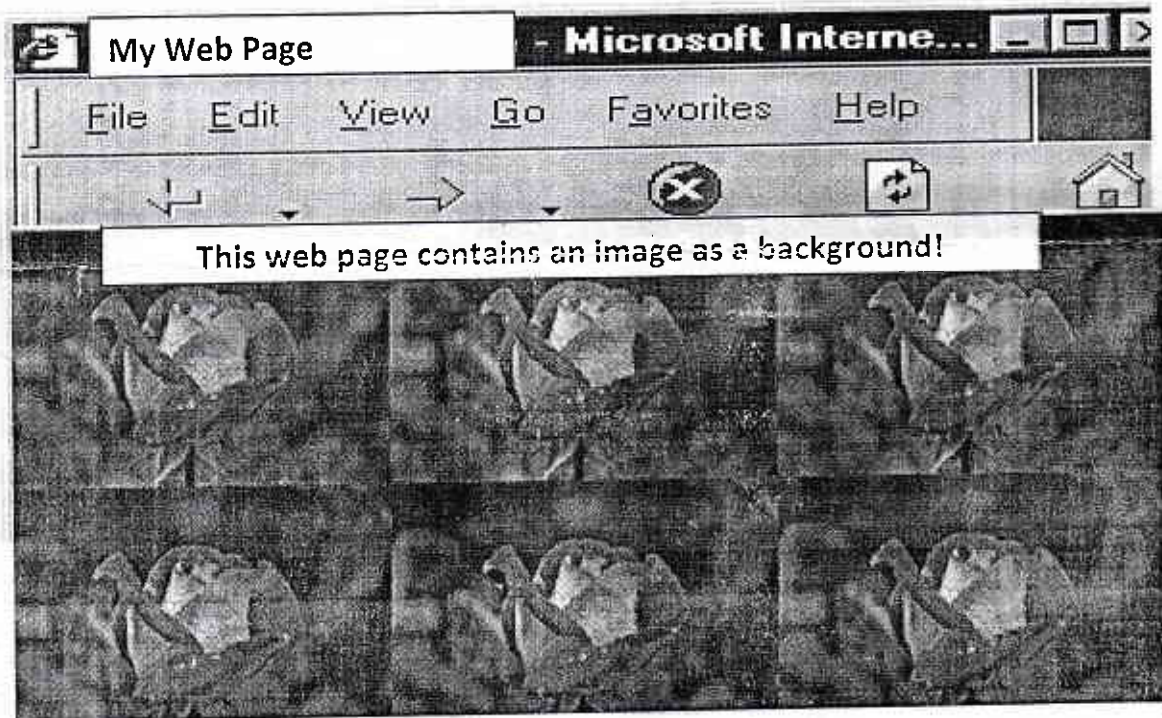 My Web Page - Microsoft Interne...
File Edit View Go Favorites Help
This web page contains an image as a background!